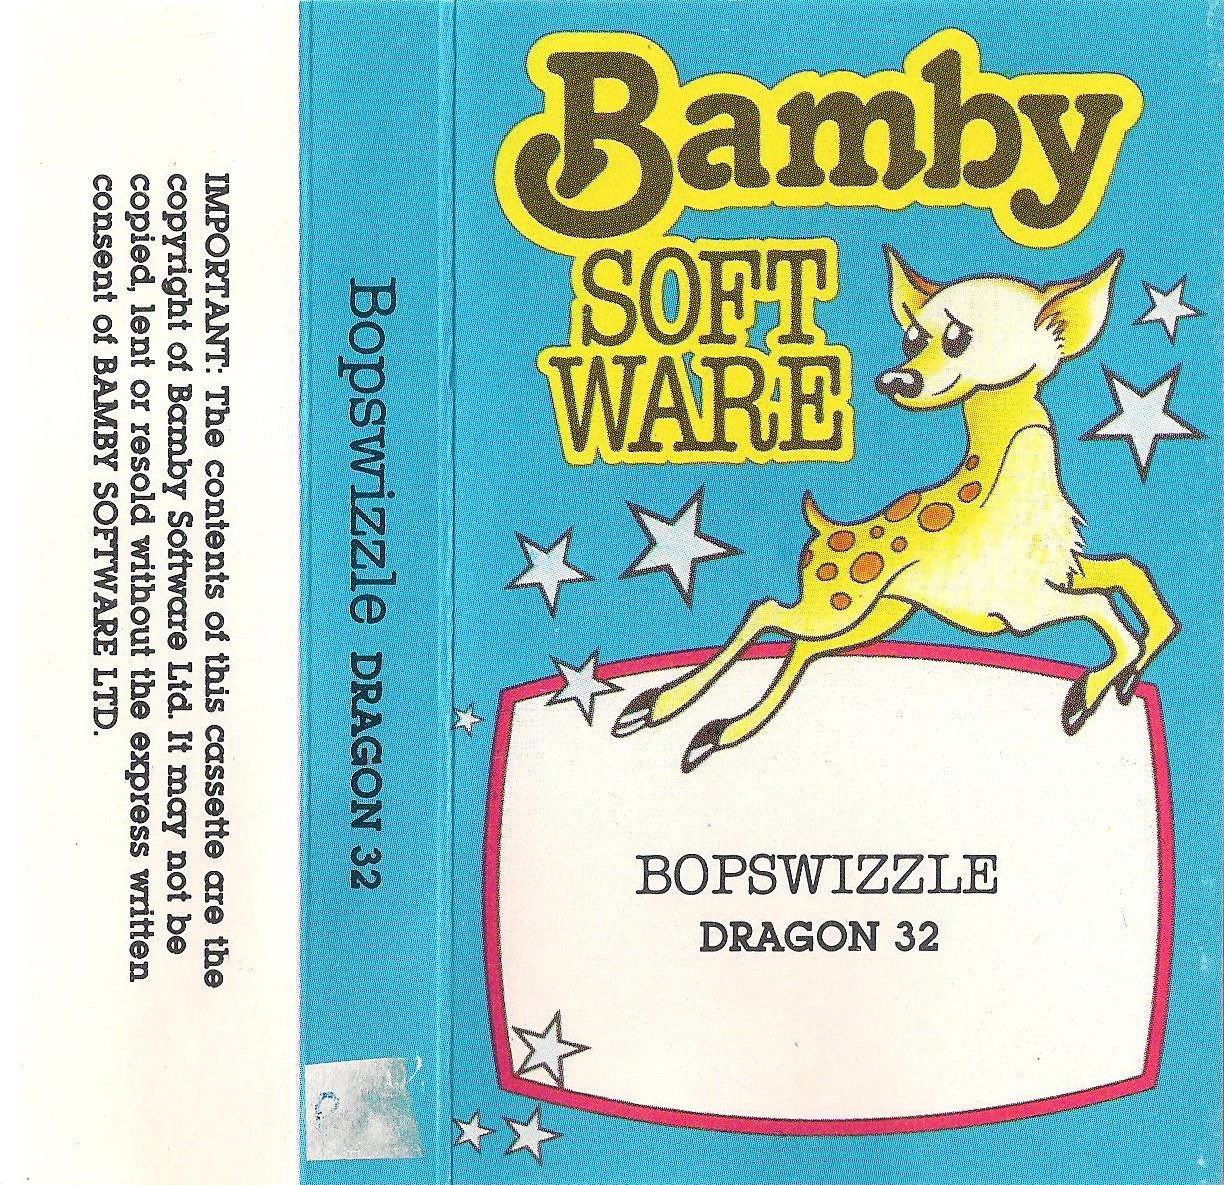 Bamby
SOFT
WARE
BOPSWIZZLE
DRAGON 32
Bopswizzle DRAGON 32
IMPORTANT: The contents of this cassette are the
copyright of Bamby Software Ltd. It may not be
copied, lent or resold without the express written
consent of BAMBY SOFTWARE LTD.